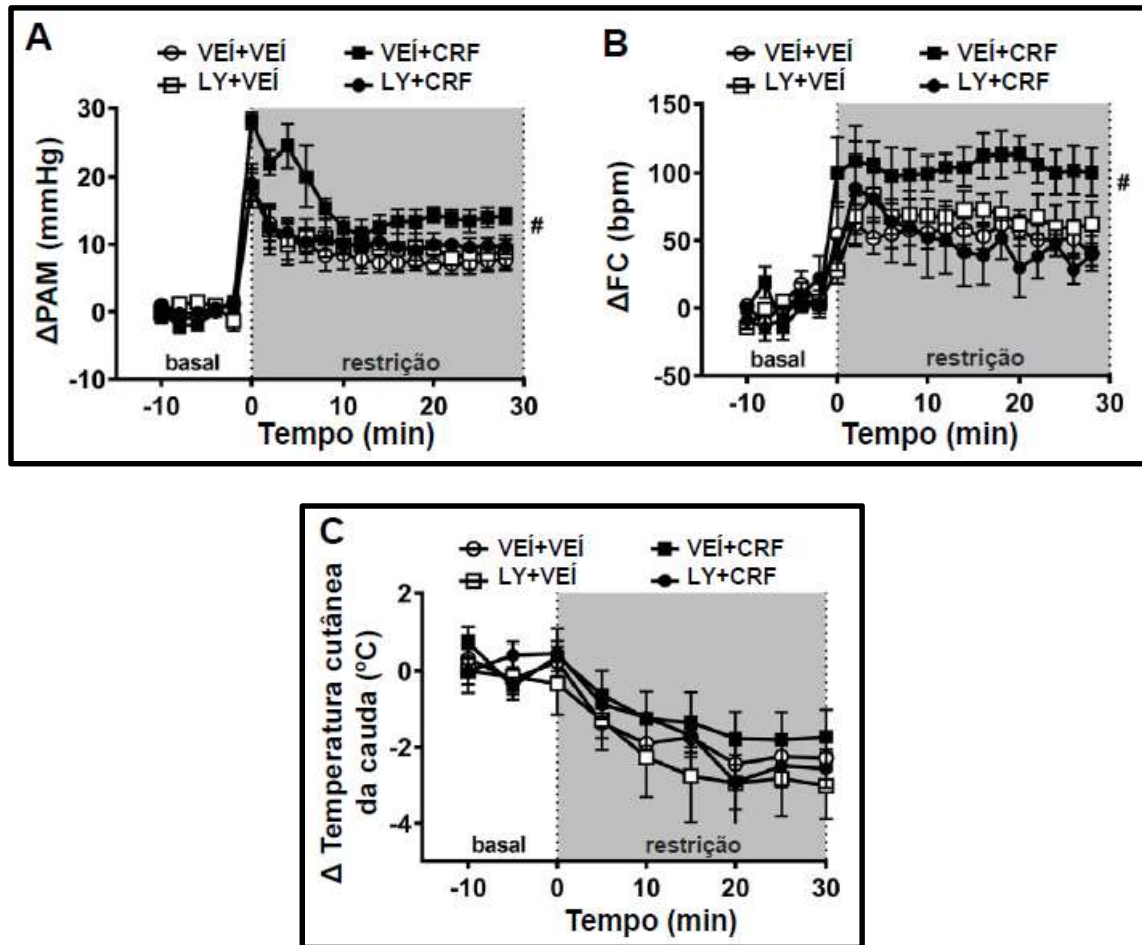 A
VEÍ+VEÍ VEÍ+CRF
LY+VEÍ LY+CRF
ΔPAM (mmHg)
30
20
10
0
-10
basal restrição
#
-10 0 10 20 30
Tempo (min)
B
VEÍ+VEÍ VEÍ+CRF
LY+VEÍ LY+CRF
ΔFC (bpm)
150
100
50
0
-50
basal restrição
#
-10 0 10 20 30
Tempo (min)
C
VEÍ+VEÍ VEÍ+CRF
LY+VEÍ LY+CRF
Δ Temperatura cutânea
da cauda (ºC)
2
0
-2
-4
basal restrição
-10 0 10 20 30
Tempo (min)